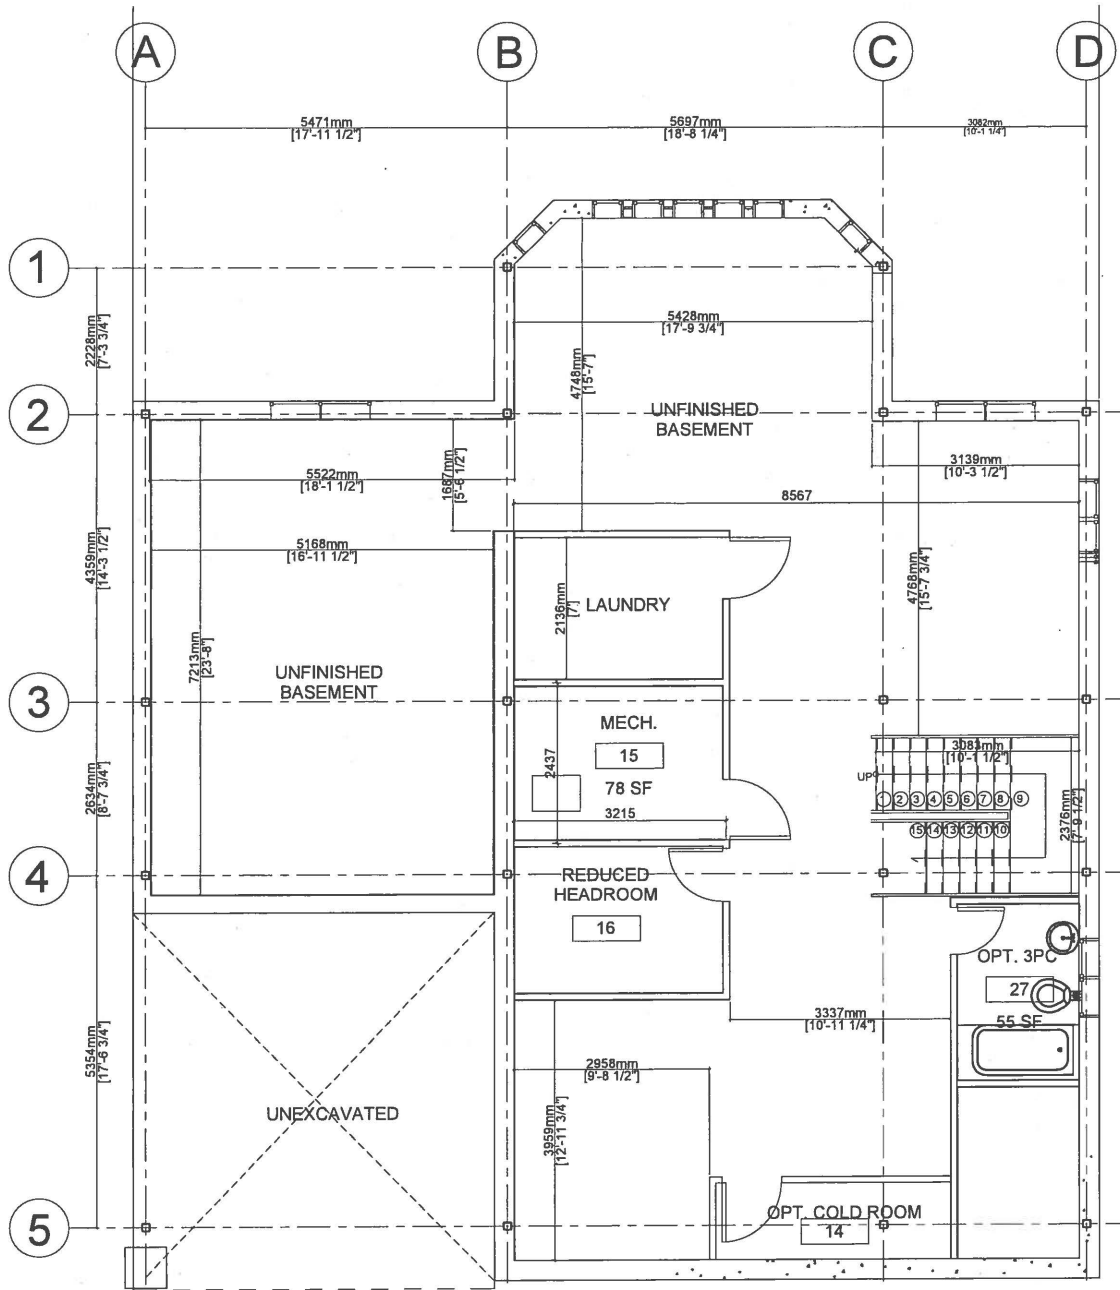 A
B
C
D
5471mm
[17'-11 1/2"]
5697mm
[18'-8 1/4"]
3082mm
[10'-1 1/4"]
1
2228mm
[7'-3 3/4"]
5428mm
[17'-9 3/4"]
4748mm
[15'-7"]
2
UNFINISHED
BASEMENT
5522mm
[18'-1 1/2"]
1687mm
[5'-6 1/2"]
3139mm
[10'-3 1/2"]
8567
4359mm
[14'-3 1/2"]
5168mm
[16'-11 1/2"]
2136mm
[7']
LAUNDRY
4768mm
[15'-7 3/4"]
7213mm
[23'-8"]
UNFINISHED
BASEMENT
3
MECH.
15
78 SF
2437
3215
2634mm
[8'-7 3/4"]
3083mm
[10'-1 1/2"]
UP
1 2 3 4 5 6 7 8 9
15 14 13 12 11 10
2376mm
7'-9 1/2"]
4
REDUCED
HEADROOM
16
OPT. 3PC
27
55 SF
3337mm
[10'-11 1/4"]
2958mm
[9'-8 1/2"]
5354mm
[17'-6 3/4"]
UNEXCAVATED
3959mm
[12'-11 3/4"]
5
OPT. COLD ROOM
14